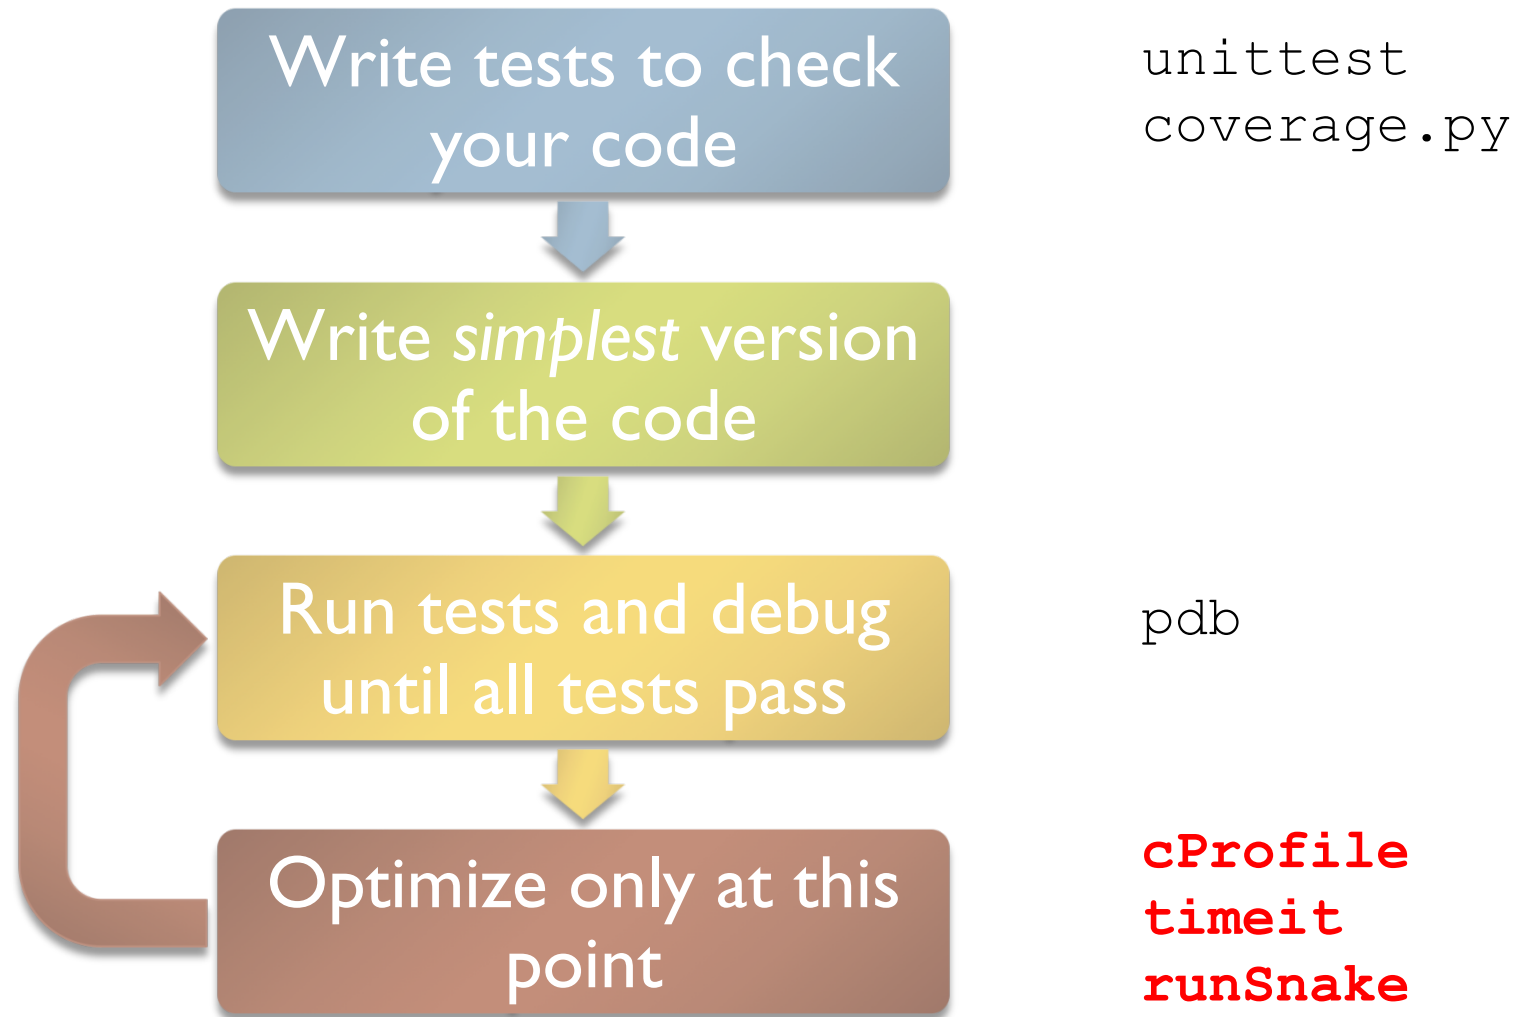 Write tests to check
your code
unittest
coverage.py
Write simplest version
of the code
Run tests and debug
until all tests pass
pdb
Optimize only at this
point
cProfile
timeit
runSnake